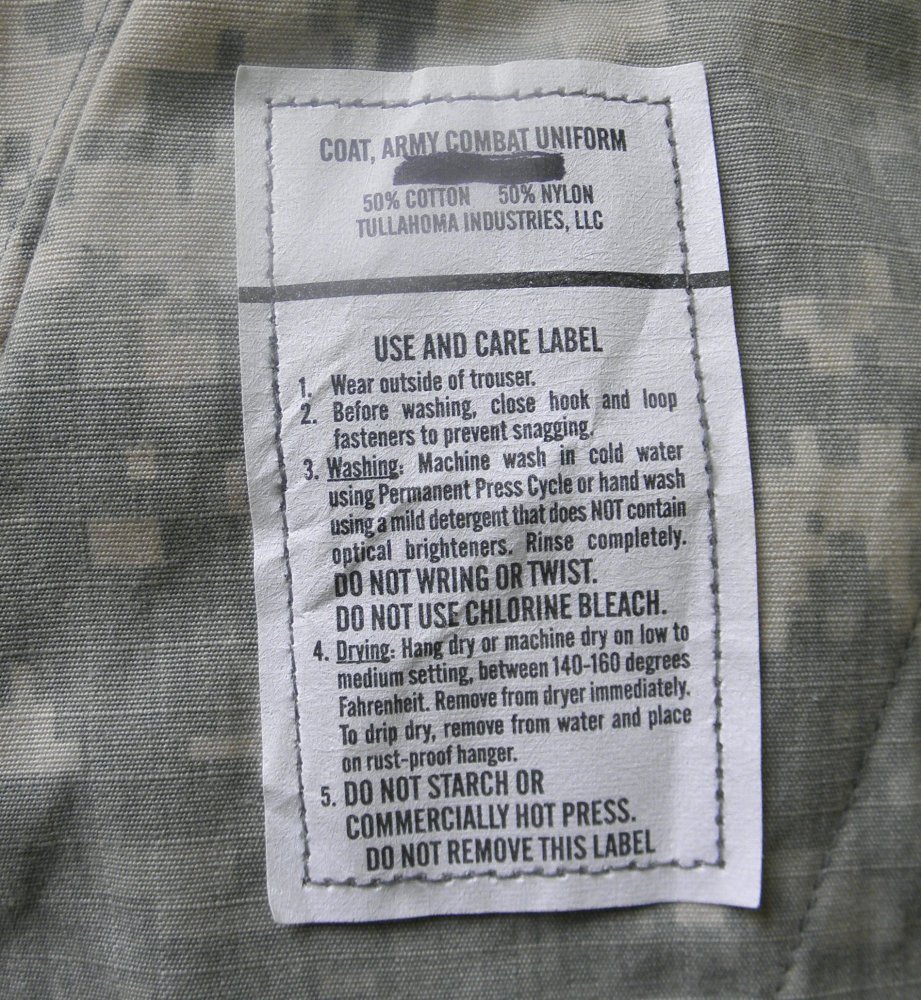 COAT, ARMY COMBAT UNIFORM
50% COTTON 50% NYLON
TULLAHOMA INDUSTRIES, LLC
USE AND CARE LABEL
1. Wear outside of trouser.
2. Before washing, close hook and loop
fasteners to prevent snagging.
3. Washing: Machine wash in cold water
using Permanent Press Cycle or hand wash
using a mild detergent that does NOT contain
optical brighteners. Rinse completely.
DO NOT WRING OR TWIST.
DO NOT USE CHLORINE BLEACH.
4. Drying: Hang dry or machine dry on low to
medium setting, between 140-160 degrees
Fahrenheit. Remove from dryer immediately.
To drip dry, remove from water and place
on rust-proof hanger.
5. DO NOT STARCH OR
COMMERCIALLY HOT PRESS.
DO NOT REMOVE THIS LABEL